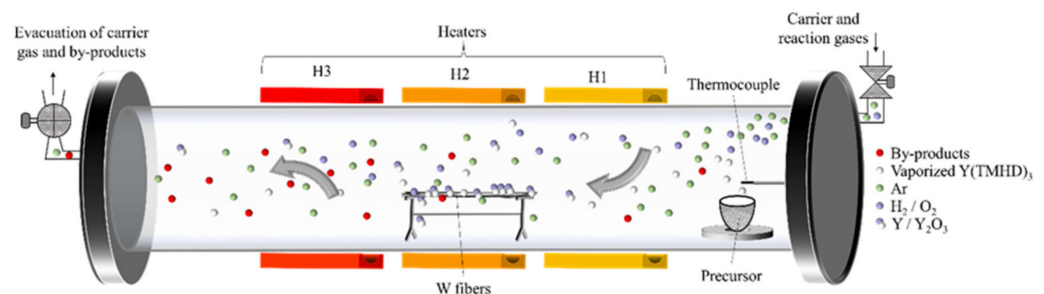 Evacuation of carrier
gas and by-products
Heaters
H3
H2
H1
Carrier and
reaction gases
Thermocouple
By-products
Vaporized Y(TMHD)₃
Ar
H₂ / O₂
Y / Y₂O₃
W fibers
Precursor